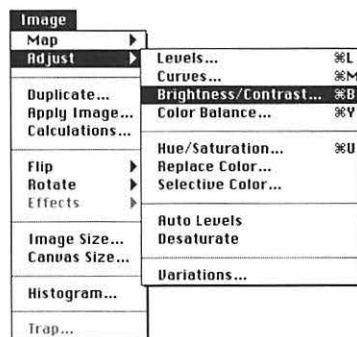 Image
Map
Adjust
Duplicate...
Apply Image...
Calculations...
Flip
Rotate
Effects
Image Size...
Canvas Size...
Histogram...
Trap...
Levels... ⌘L
Curves... ⌘M
Brightness/Contrast... ⌘B
Color Balance... ⌘Y
Hue/Saturation... ⌘U
Replace Color...
Selective Color...
Auto Levels
Desaturate
Variations...